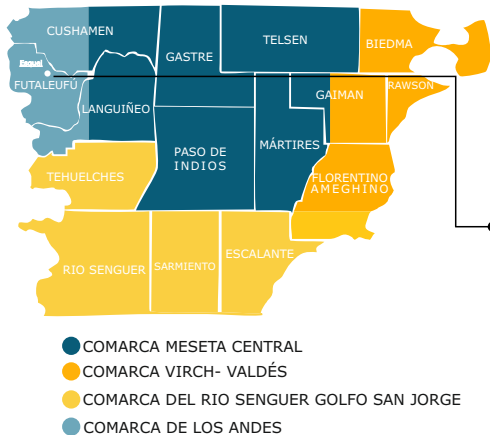 CUSHAMEN
GASTRE
TELSEN
BIEDMA
Esquel
FUTALEUFÚ
LANGUIÑEO
GAIMAN
RAWSON
PASO DE
INDIOS
MÁRTIRES
TEHUELCHES
FLORENTINO
AMEGHINO
RIO SENGUER
SARMIENTO
ESCALANTE
COMARCA MESETA CENTRAL
COMARCA VIRCH- VALDÉS
COMARCA DEL RIO SENGUER GOLFO SAN JORGE
COMARCA DE LOS ANDES